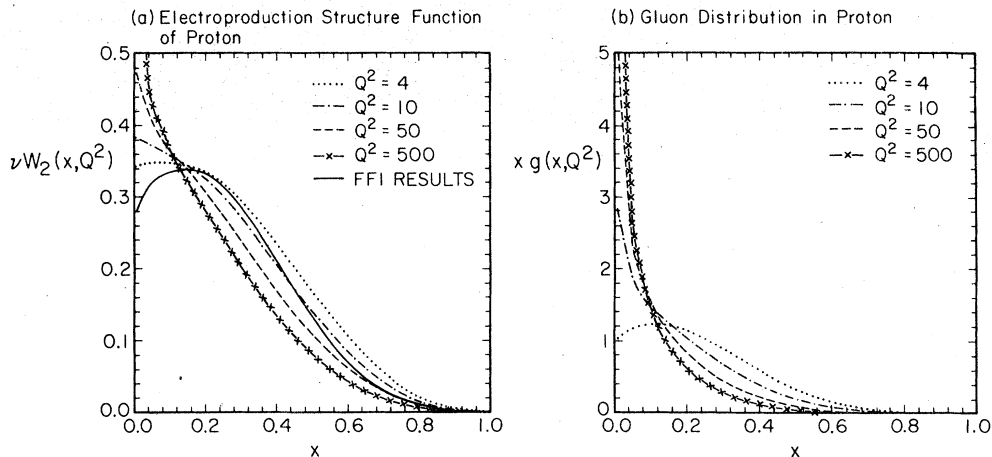 (a) Electroproduction Structure Function
of Proton
0.5
0.4
0.3
0.2
0.1
0.0
νW₂(x,Q²)
Q² = 4
Q² = 10
Q² = 50
Q² = 500
FFI RESULTS
0.0 0.2 0.4 0.6 0.8 1.0
x
(b) Gluon Distribution in Proton
5
4
3
2
1
0
x g(x,Q²)
Q² = 4
Q² = 10
Q² = 50
Q² = 500
0.0 0.2 0.4 0.6 0.8 1.0
x